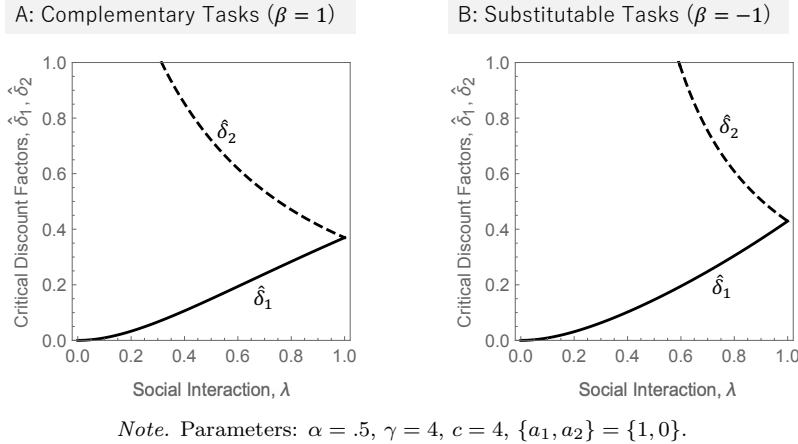 A: Complementary Tasks (β = 1)
B: Substitutable Tasks (β = −1)
Critical Discount Factors, δ̂₁, δ̂₂
1.0
0.8
0.6
0.4
0.2
0.0
δ̂₂
δ̂₁
0.0 0.2 0.4 0.6 0.8 1.0
Social Interaction, λ
Critical Discount Factors, δ̂₁, δ̂₂
1.0
0.8
0.6
0.4
0.2
0.0
δ̂₂
δ̂₁
0.0 0.2 0.4 0.6 0.8 1.0
Social Interaction, λ
Note. Parameters: α = .5, γ = 4, c = 4, {a₁, a₂} = {1, 0}.